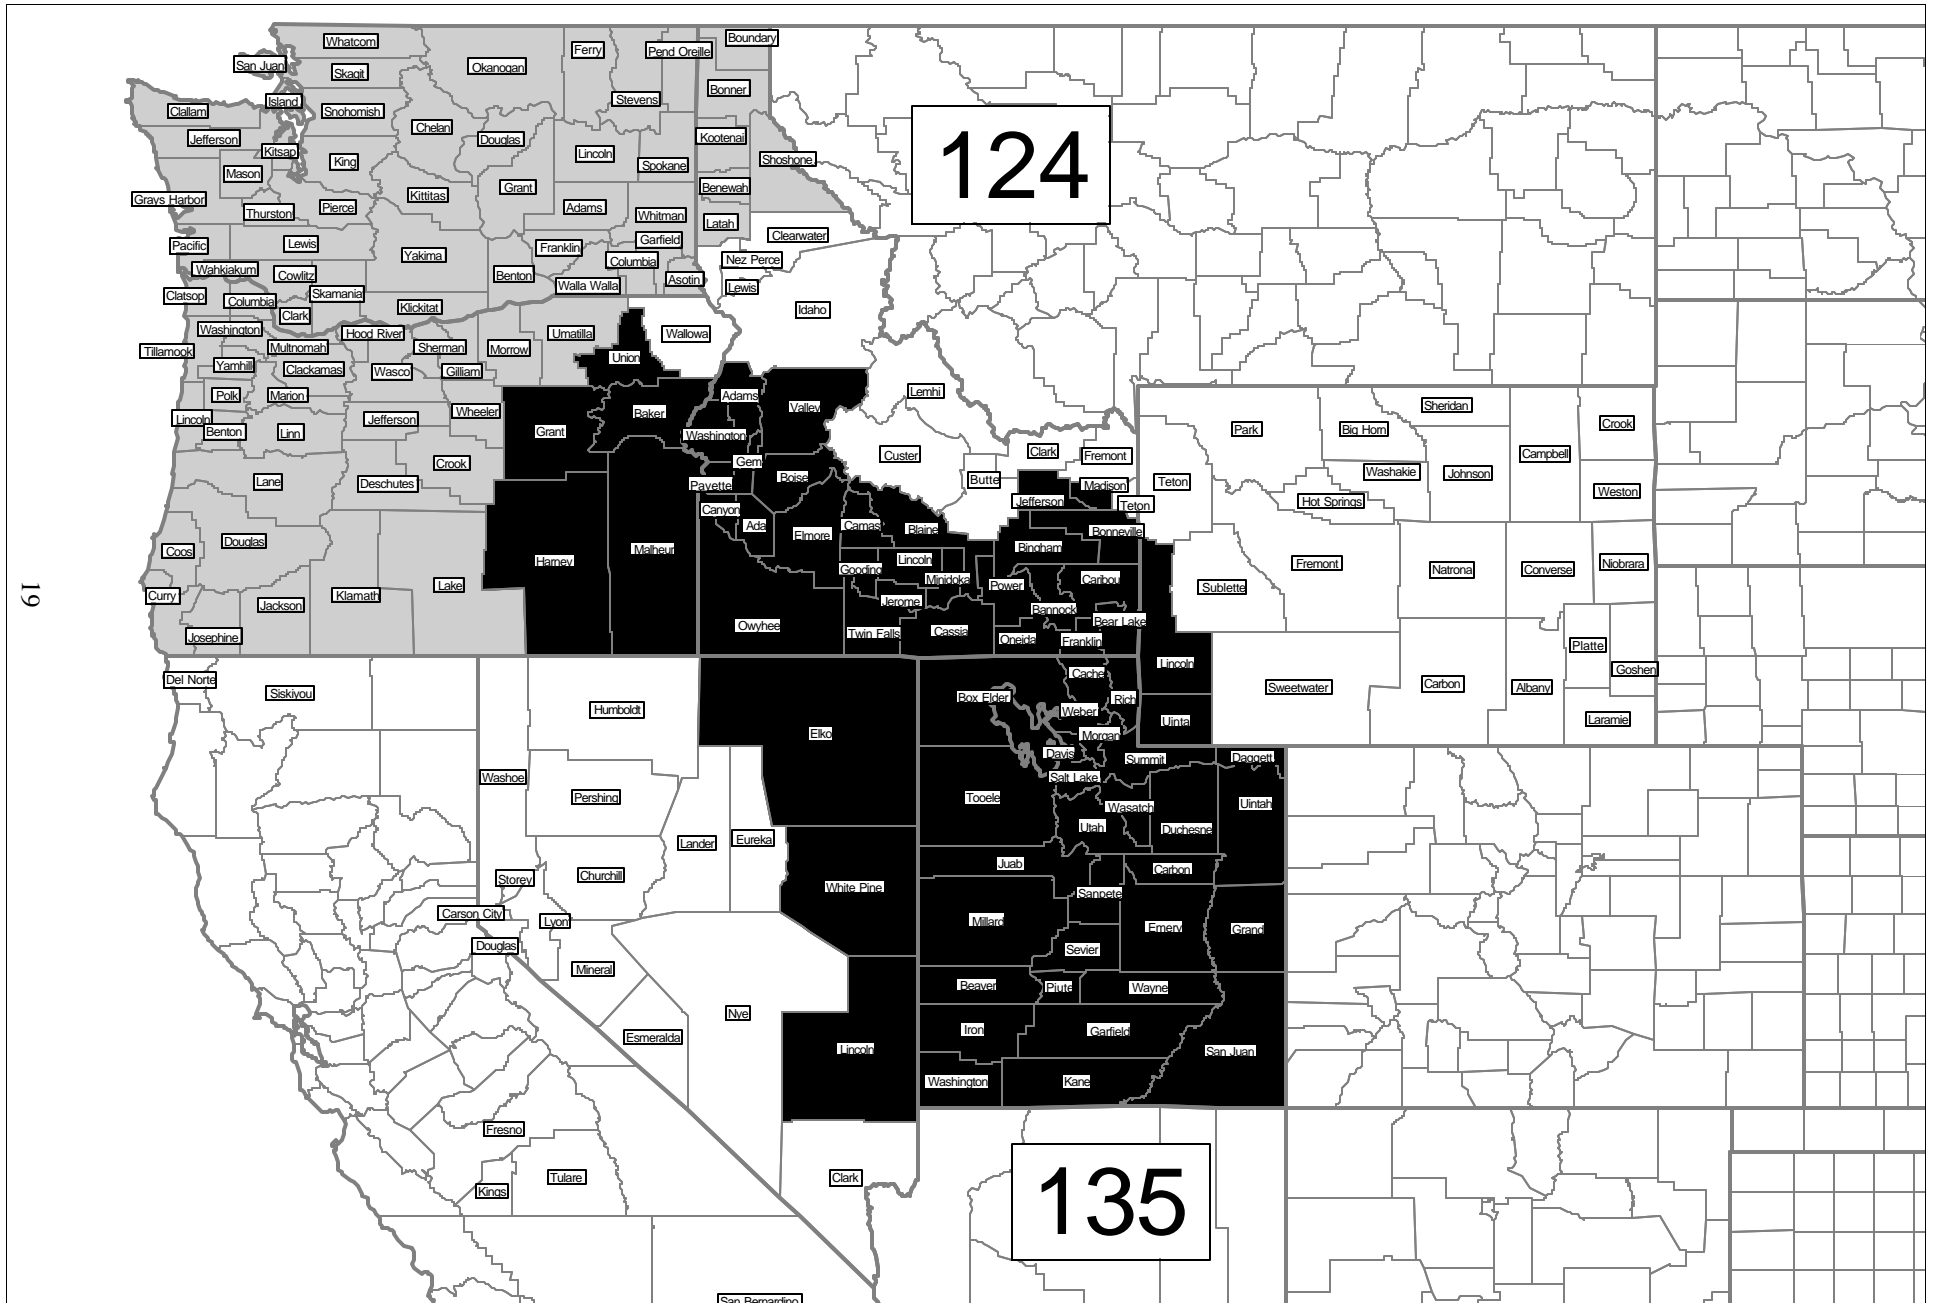 Whatcom
San Juan
Skagit
Island
Clallam
Snohomish
Jefferson
Kitsap
Mason
King
Grays Harbor
Thurston
Pierce
Pacific
Lewis
Wahkiakum
Cowlitz
Okanogan
Ferry
Pend Oreille
Stevens
Chelan
Douglas
Lincoln
Spokane
Grant
Kittitas
Adams
Whitman
Yakima
Franklin
Garfield
Columbia
Benton
Walla Walla
Asotin
Skamania
Klickitat
Clark
Boundary
Bonner
Kootenai
Shoshone
Benewah
Latah
Clearwater
Nez Perce
Lewis
Idaho
124
Clatsop
Columbia
Washington
Tillamook
Multnomah
Hood River
Yamhill
Clackamas
Wasco
Sherman
Gilliam
Morrow
Umatilla
Union
Wallowa
Polk
Marion
Lincoln
Benton
Linn
Jefferson
Wheeler
Grant
Baker
Crook
Lane
Deschutes
Douglas
Coos
Curry
Josephine
Jackson
Klamath
Lake
Harney
Malheur
Adams
Valley
Washington
Gem
Payette
Boise
Canyon
Ada
Elmore
Camas
Blaine
Lemhi
Custer
Butte
Clark
Fremont
Madison
Jefferson
Teton
Bonneville
Bingham
Lincoln
Gooding
Minidoka
Jerome
Power
Caribou
Bannock
Bear Lake
Owyhee
Twin Falls
Cassia
Oneida
Franklin
Park
Big Horn
Sheridan
Crook
Campbell
Washakie
Johnson
Weston
Teton
Hot Springs
Fremont
Natrona
Converse
Niobrara
Sublette
Platte
Goshen
Lincoln
Sweetwater
Carbon
Albany
Laramie
Uinta
19
Del Norte
Siskiyou
Humboldt
Elko
Washoe
Pershing
Lander
Eureka
Churchill
Storey
White Pine
Carson City
Lyon
Douglas
Mineral
Nye
Esmeralda
Lincoln
Clark
Fresno
Kings
Tulare
San Bernardino
Cache
Box Elder
Rich
Weber
Morgan
Davis
Summit
Daggett
Salt Lake
Tooele
Wasatch
Uintah
Utah
Duchesne
Juab
Carbon
Sanpete
Millard
Emery
Grand
Sevier
Beaver
Piute
Wayne
Iron
Garfield
San Juan
Washington
Kane
135